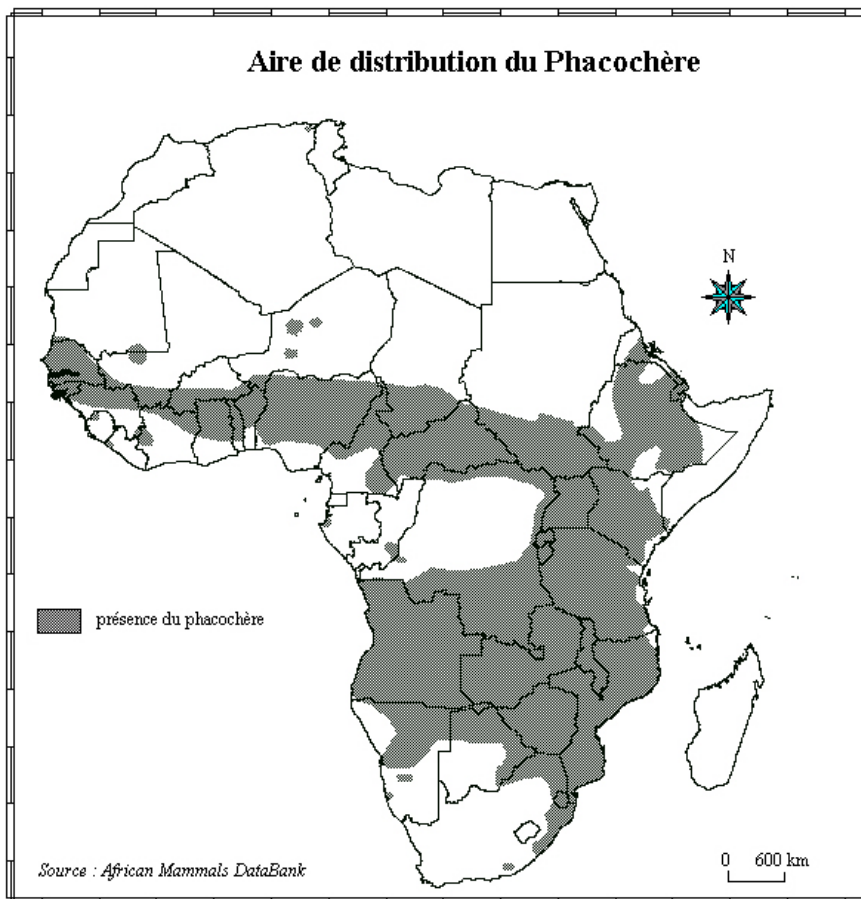 Aire de distribution du Phacochère
N
présence du phacochère
Source : African Mammals DataBank
0 600 km